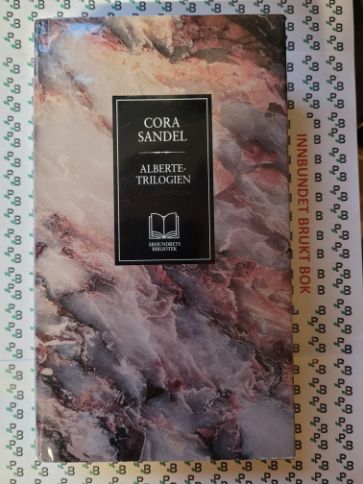 CORA
SANDEL
ALBERTE-
TRILOGIEN
ÅRHUNDRETS
BIBLIOTEK
INNBUNDET BRUKT BOK